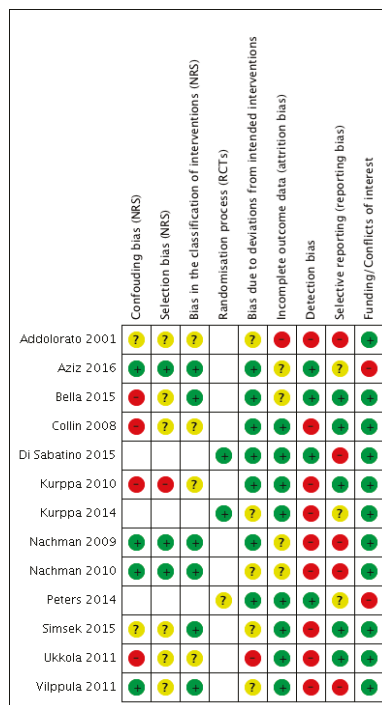 Confouding bias (NRS)
Selection bias (NRS)
Bias in the classification of interventions (NRS)
Randomisation process (RCTs)
Bias due to deviations from intended interventions
Incomplete outcome data (attrition bias)
Detection bias
Selective reporting (reporting bias)
Funding/Conflicts of interest
Addolorato 2001 ? ? ? ? - - - +
Aziz 2016 + + + + ? + ? -
Bella 2015 - ? + + ? + + +
Collin 2008 - ? ? + + - + +
Di Sabatino 2015 + + + + - +
Kurppa 2010 - - ? + + - + +
Kurppa 2014 + ? + - ? +
Nachman 2009 + + + + ? - - +
Nachman 2010 + + + ? ? - - +
Peters 2014 ? + + + ? -
Simsek 2015 ? ? + ? + - + +
Ukkola 2011 - ? ? - + - + +
Vilppula 2011 + ? + ? + - - +